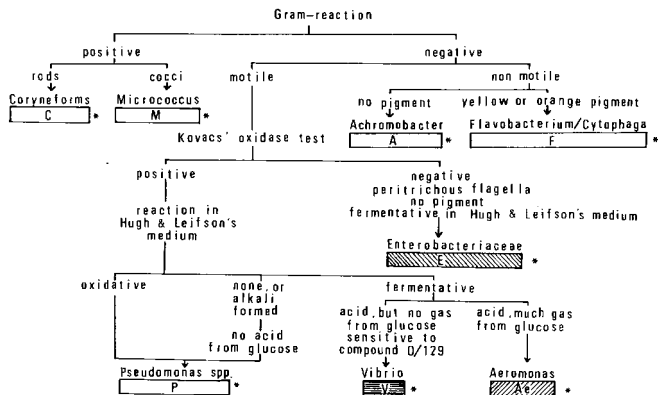 Gram-reaction
positive
negative
rods
cocci
motile
non motile
Coryneforms
C
*
Micrococcus
M
*
no pigment
yellow or orange pigment
Achromobacter
A
*
Flavobacterium/Cytophaga
F
*
Kovacs' oxidase test
positive
negative
peritrichous flagella
no pigment
fermentative in Hugh & Leifson's medium
reaction in
Hugh & Leifson's
medium
Enterobacteriaceae
E
*
oxidative
none, or
alkali
formed
fermentative
no acid
from glucose
acid, but no gas
from glucose
sensitive to
compound 0/129
acid, much gas
from glucose
Pseudomonas spp.
P
*
Vibrio
V
*
Aeromonas
Ae
*